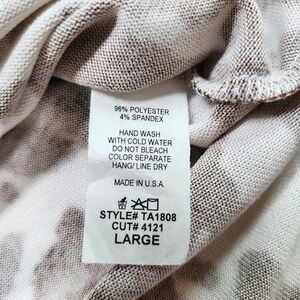 96% POLYESTER
4% SPANDEX
HAND WASH
WITH COLD WATER
DO NOT BLEACH
COLOR SEPARATE
HANG/ LINE DRY
MADE IN U.S.A.
STYLE# TA1808
CUT# 4121
LARGE